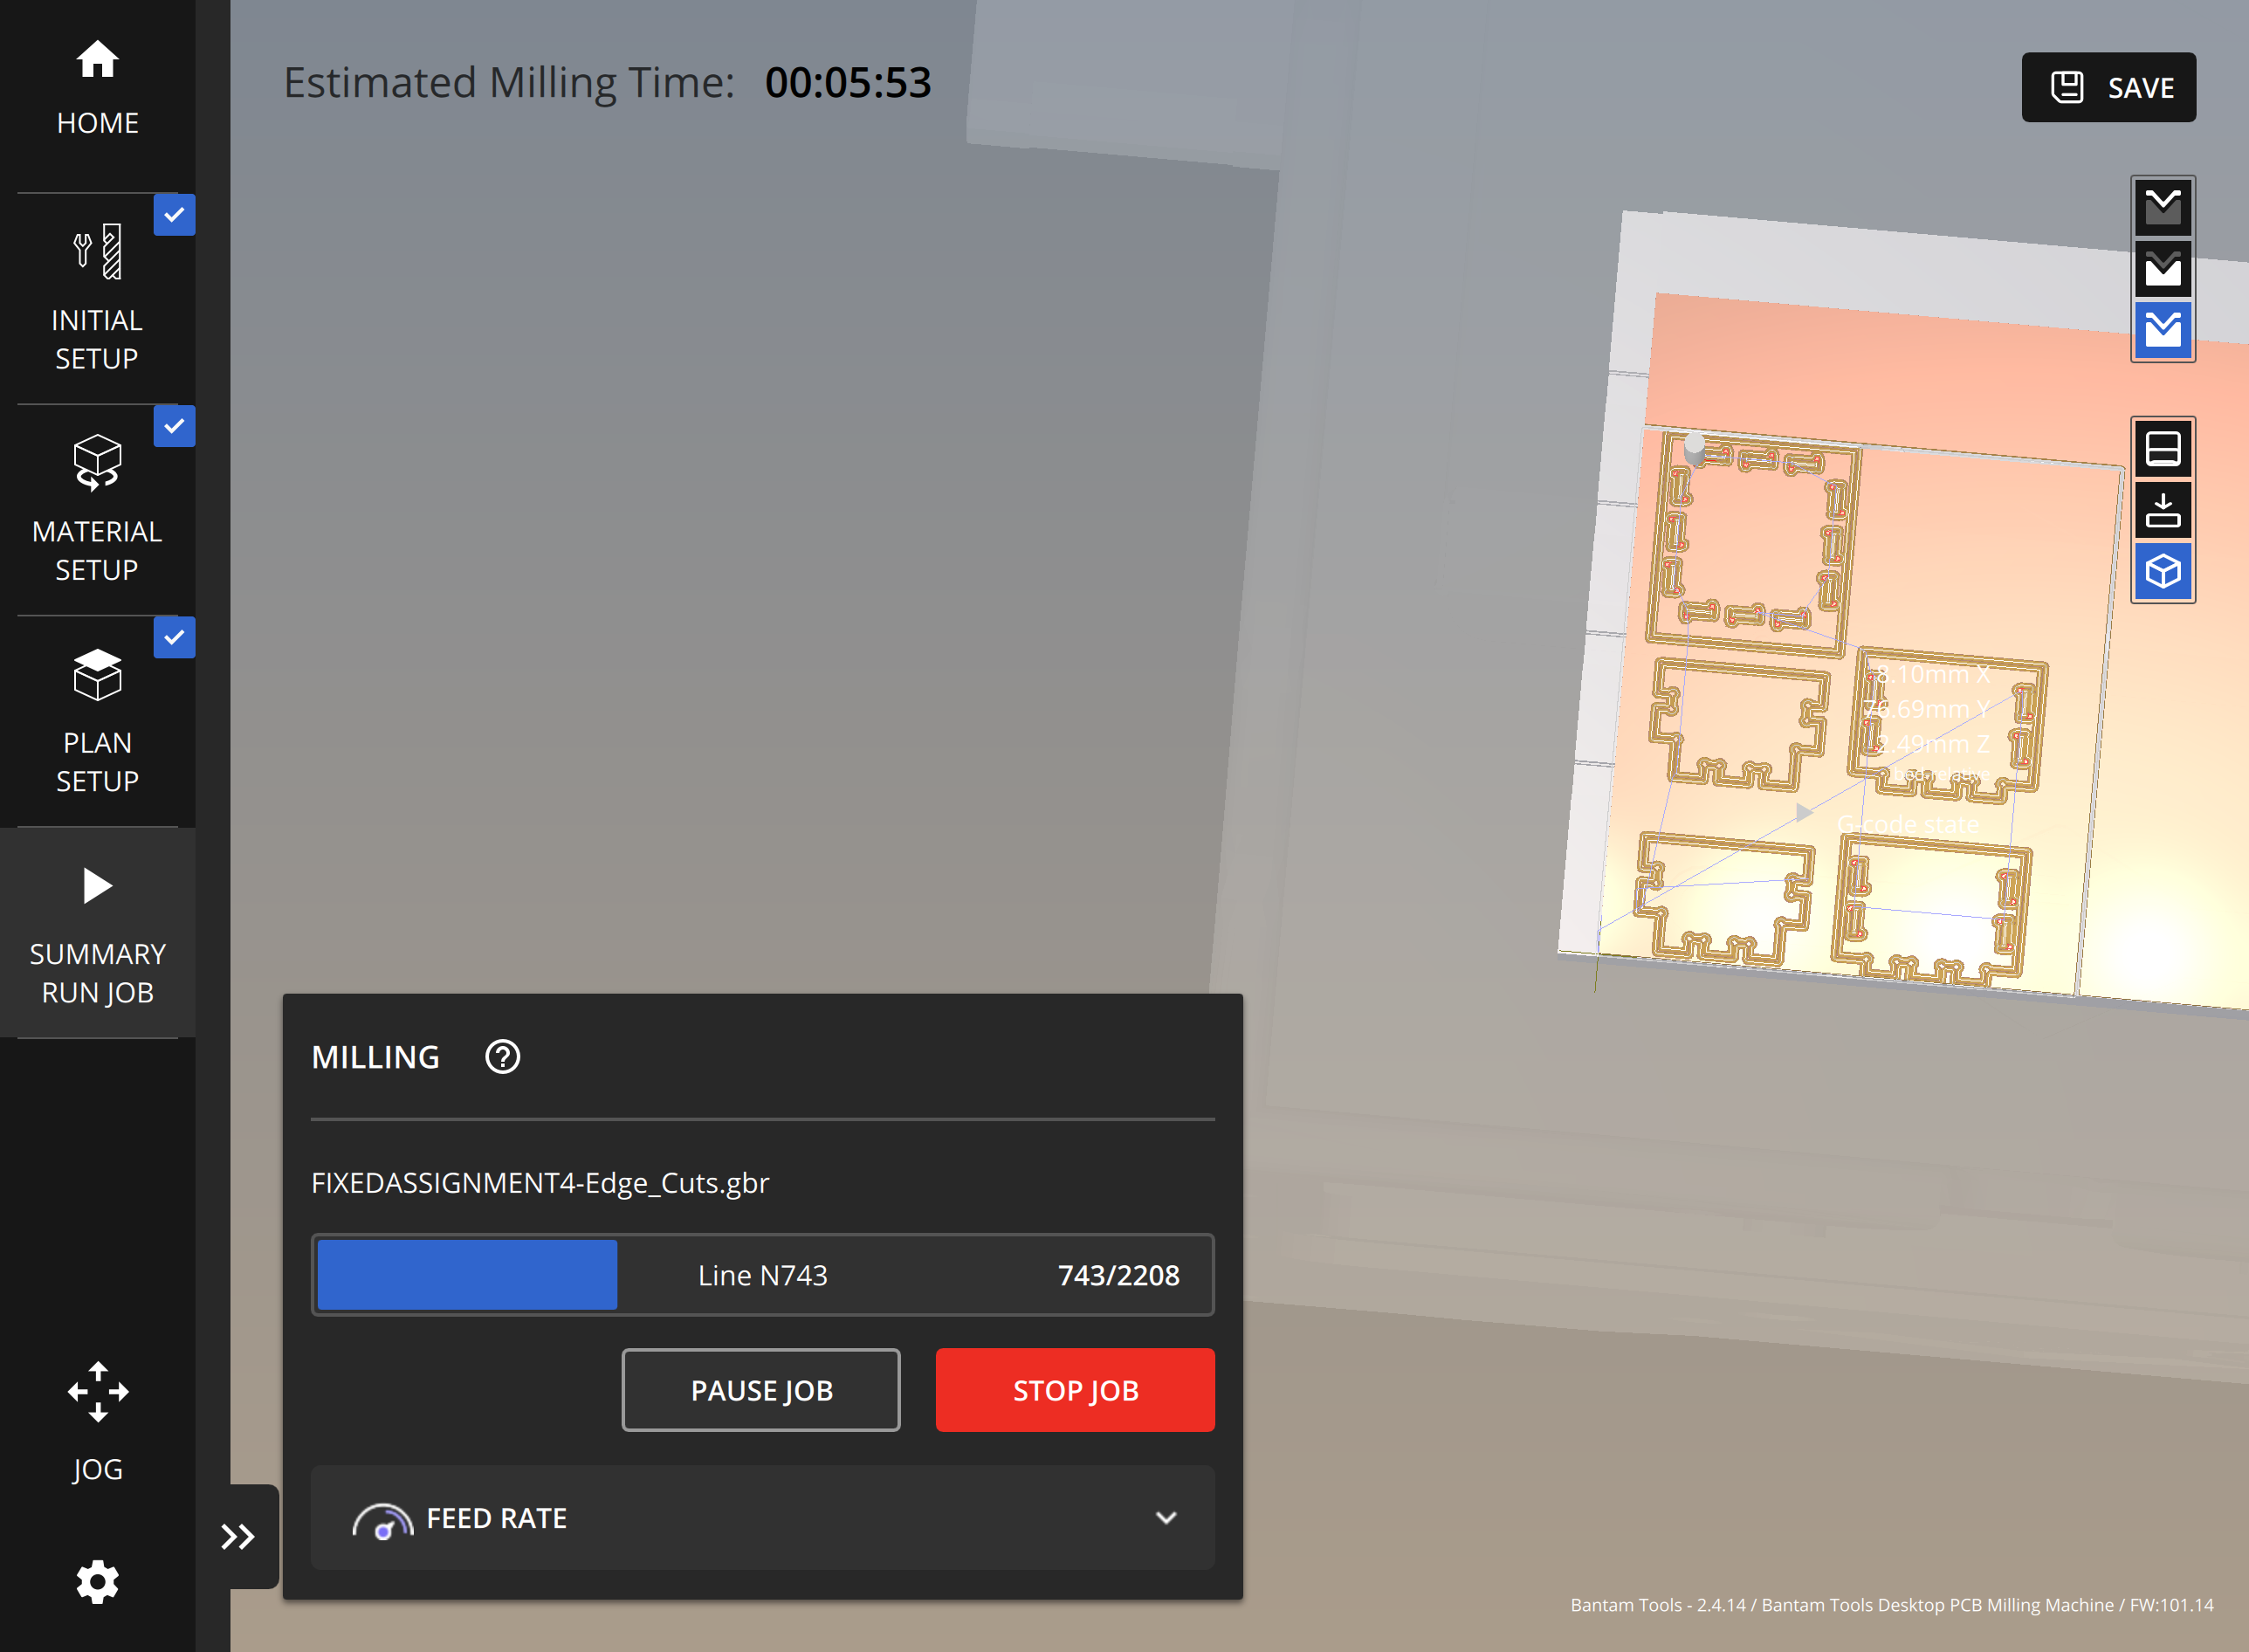 HOME
INITIAL
SETUP
MATERIAL
SETUP
PLAN
SETUP
SUMMARY
RUN JOB
JOG
Estimated Milling Time: 00:05:53
SAVE
8.10mm X
76.69mm Y
2.49mm Z
bed-relative
G-code state
MILLING
FIXEDASSIGNMENT4-Edge_Cuts.gbr
Line N743 743/2208
PAUSE JOB STOP JOB
FEED RATE
Bantam Tools - 2.4.14 / Bantam Tools Desktop PCB Milling Machine / FW:101.14